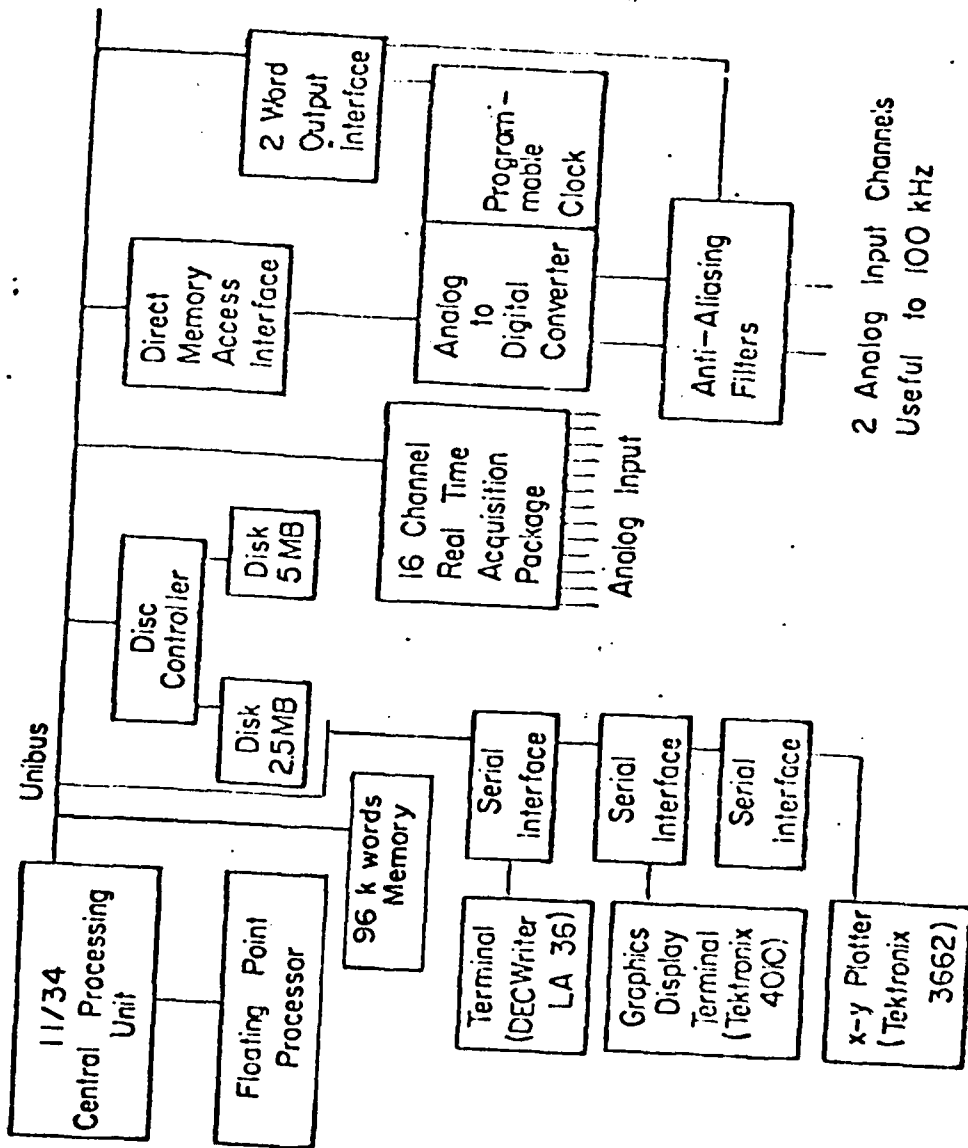 11/34
Central Processing
Unit
Floating Point
Processor
Unibus
96 k words
Memory
Disc
Controller
Disk
2.5MB
Disk
5 MB
Terminal
(DECWriter
LA 36)
Serial
Interface
Graphics
Display
Terminal
(Tektronix
Serial
Interface
x-y Plotter
(Tektronix
3662)
Serial
interface
16 Channel
Real Time
Acquisition
Package
Analog Input
Direct
Memory
Access
Interface
Analog
to
Digital
Converter
Program-
mable
Clock
2 Word
Output
Interface
Anti-Aliasing
Filters
2 Analog Input Channels
Useful to 100 kHz